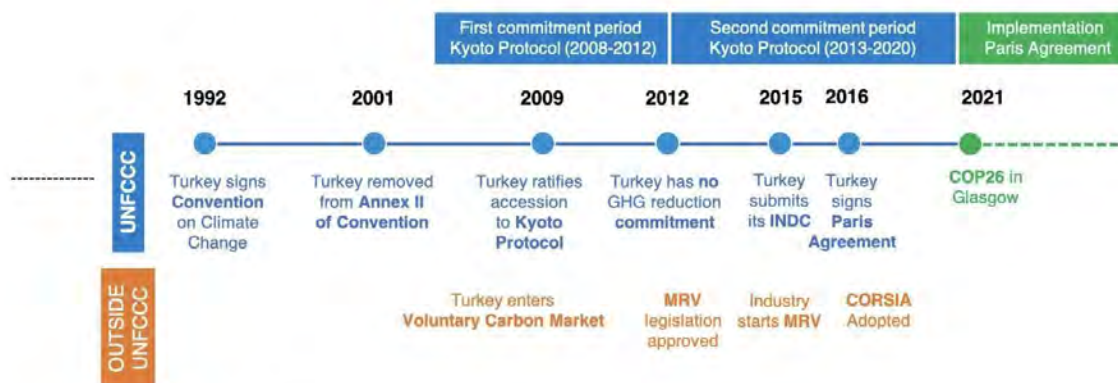 First commitment period
Kyoto Protocol (2008-2012)
Second commitment period
Kyoto Protocol (2013-2020)
Implementation
Paris Agreement
1992
2001
2009
2012
2015
2016
2021
UNFCCC
Turkey signs
Convention
on Climate
Change
Turkey removed
from Annex II
of Convention
Turkey ratifies
accession
to Kyoto
Protocol
Turkey has no
GHG reduction
commitment
Turkey
submits
its INDC
Turkey
signs
Paris
Agreement
COP26 in
Glasgow
OUTSIDE
UNFCCC
Turkey enters
Voluntary Carbon Market
MRV
legislation
approved
Industry
starts MRV
CORSIA
Adopted